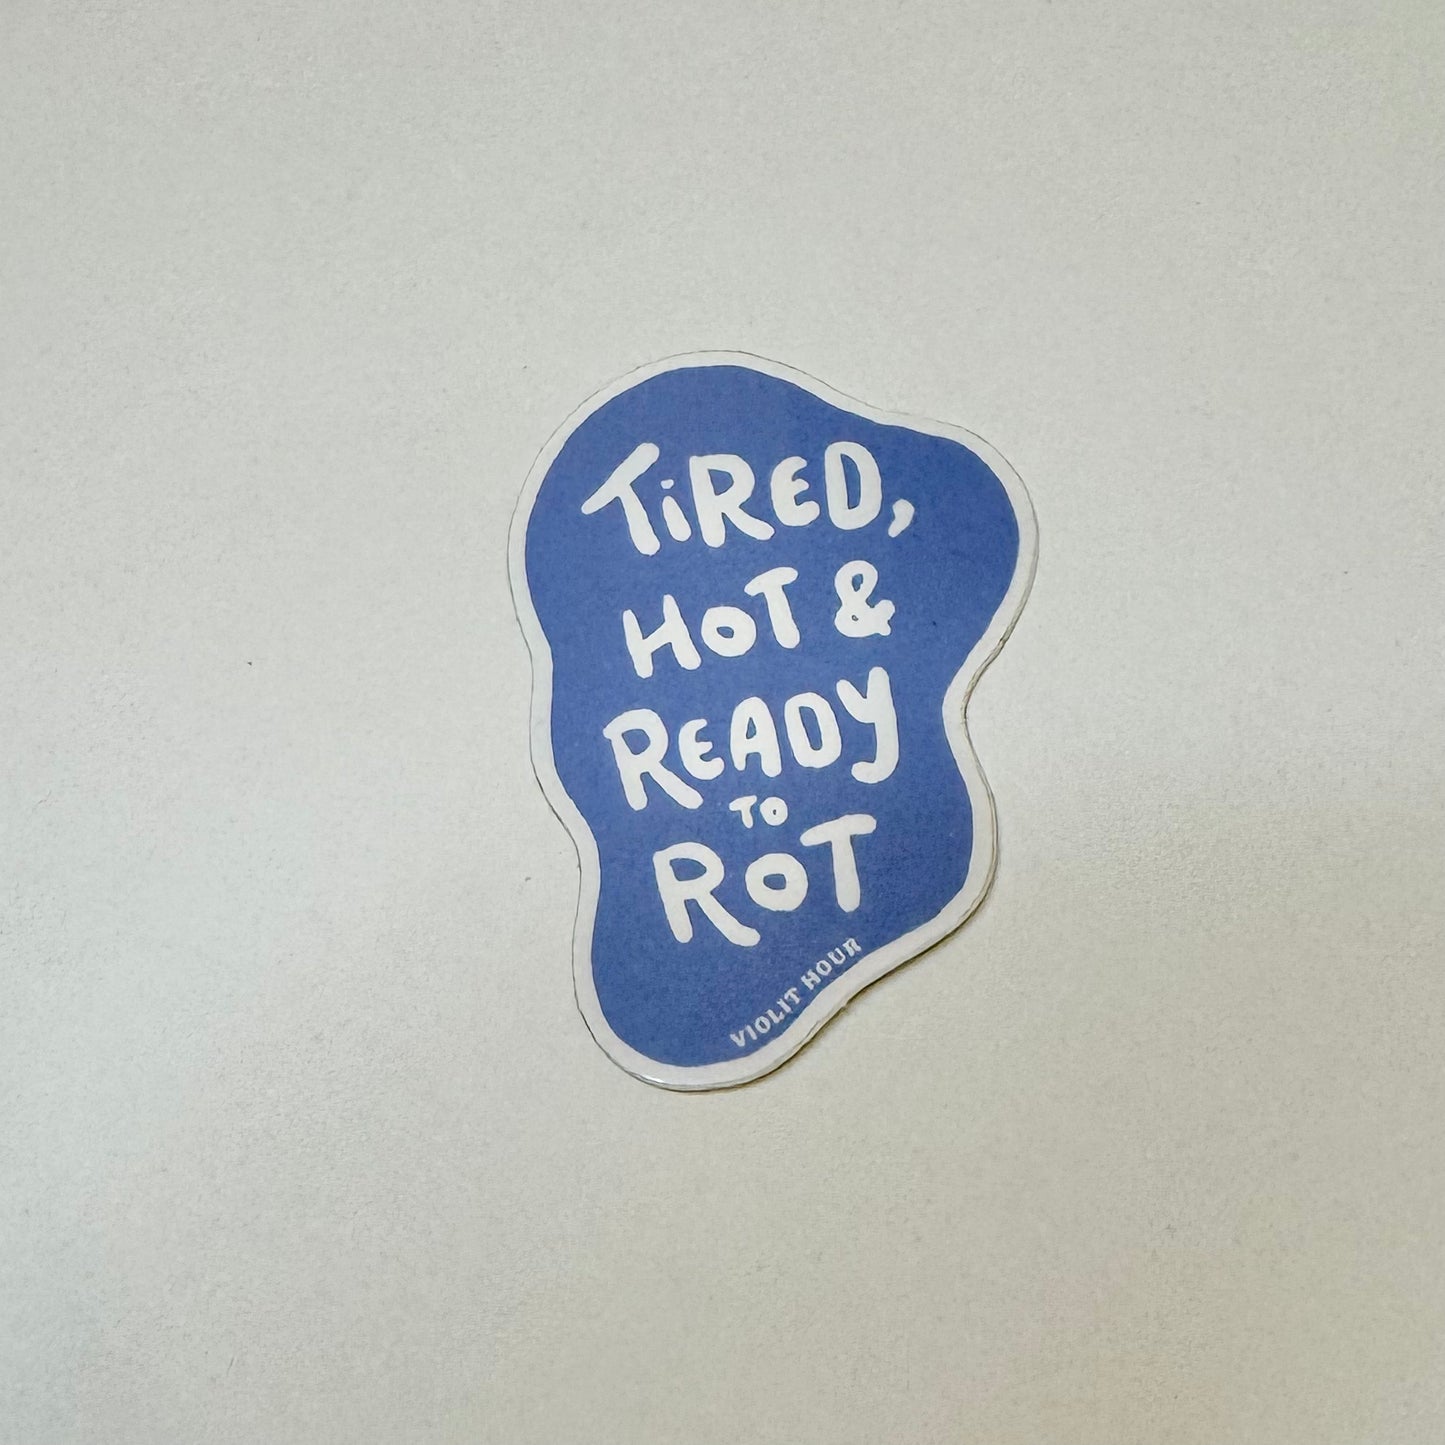 TiRED,
HOT &
READY
TO
ROT
VIOLIT HOUR